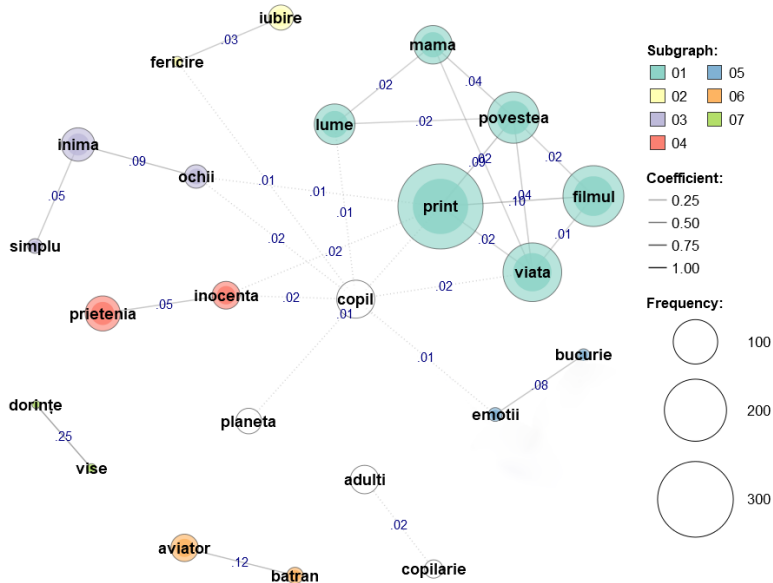 iubire
.03
fericire
mama
.02
.04
lume
.02
povestea
inima
.09
.02
.09
.02
ochii
.01
.01
.05
.01
print
.04
.10
filmul
.02
.02
.02
.01
simplu
viata
inocenta
.02
copil
.02
.05
prietenia
.01
.01
bucurie
.08
dorințe
emotii
planeta
.25
vise
adulti
.02
aviator
.12
batran
copilarie
Subgraph:
01 05
02 06
03 07
04
Coefficient:
0.25
0.50
0.75
1.00
Frequency:
100
200
300